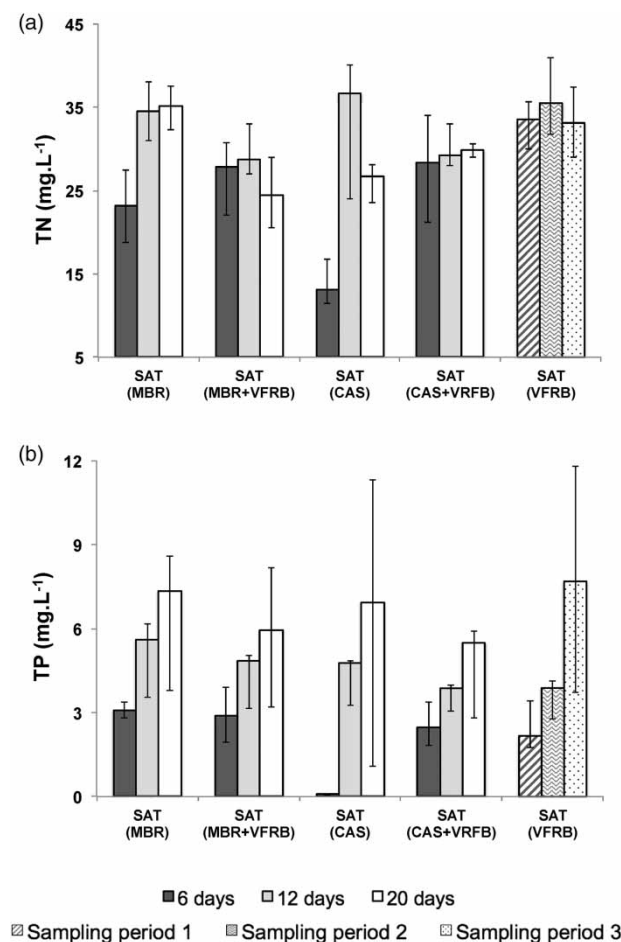 (a)
45
35
25
15
5
TN (mg.L⁻¹)
SAT SAT SAT SAT SAT
(MBR) (MBR+VFRB) (CAS) (CAS+VRFB) (VFRB)
(b)
12
9
6
3
0
TP (mg.L⁻¹)
SAT SAT SAT SAT SAT
(MBR) (MBR+VFRB) (CAS) (CAS+VRFB) (VFRB)
6 days 12 days 20 days
Sampling period 1 Sampling period 2 Sampling period 3